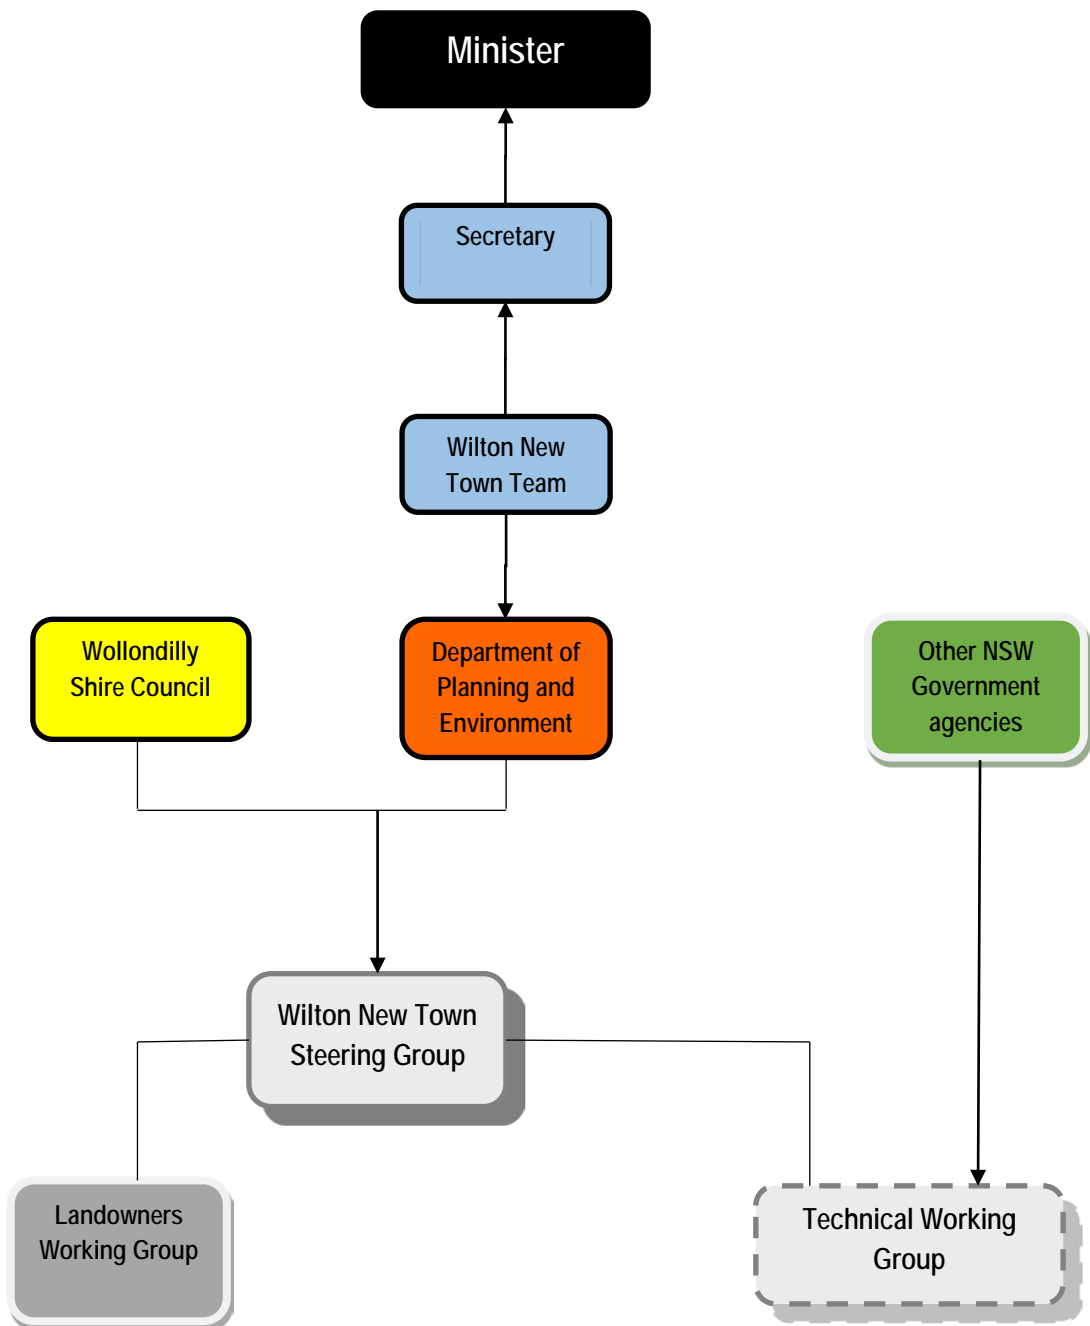 Minister
Secretary
Wilton New
Town Team
Wollondilly
Shire Council
Department of
Planning and
Environment
Other NSW
Government
agencies
Wilton New Town
Steering Group
Landowners
Working Group
Technical Working
Group